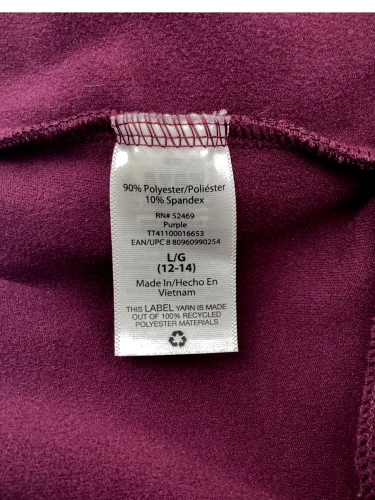 90% Polyester/Poliéster
10% Spandex
RN# 52469
Purple
TT41100016653
EAN/UPC 8 80960990254
L/G
(12-14)
Made In/Hecho En
Vietnam
THIS LABEL YARN IS MADE
OUT OF 100% RECYCLED
POLYESTER MATERIALS